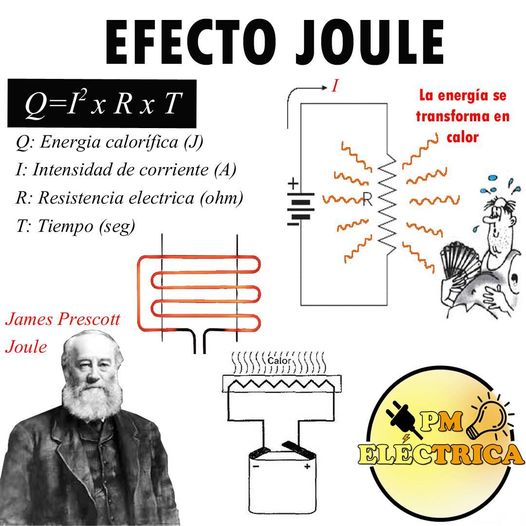 EFECTO JOULE
Q=I² x R x T
Q: Energia calorífica (J)
I: Intensidad de corriente (A)
R: Resistencia electrica (ohm)
T: Tiempo (seg)
I
+
R
La energía se
transforma en
calor
James Prescott
Joule
Calor
- +
PM
ELÉCTRICA